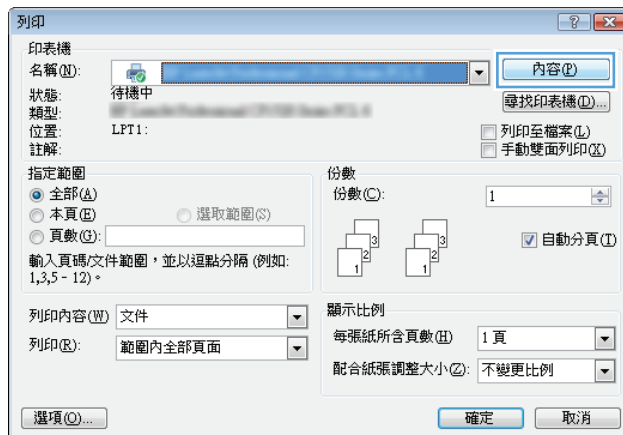 列印
印表機
名稱(N):
內容(P)
狀態: 待機中
尋找印表機(D)...
類型:
位置: LPT1:
列印至檔案(L)
註解:
手動雙面列印(X)
指定範圍
全部(A)
本頁(E) 選取範圍(S)
頁數(G):
輸入頁碼/文件範圍，並以逗點分隔 (例如:
1,3,5 - 12)。
份數
份數(C): 1
1 2 3 1 2 3
自動分頁(T)
列印內容(W) 文件
列印(R): 範圍內全部頁面
顯示比例
每張紙所含頁數(H) 1 頁
配合紙張調整大小(Z): 不變更比例
選項(O)... 確定 取消